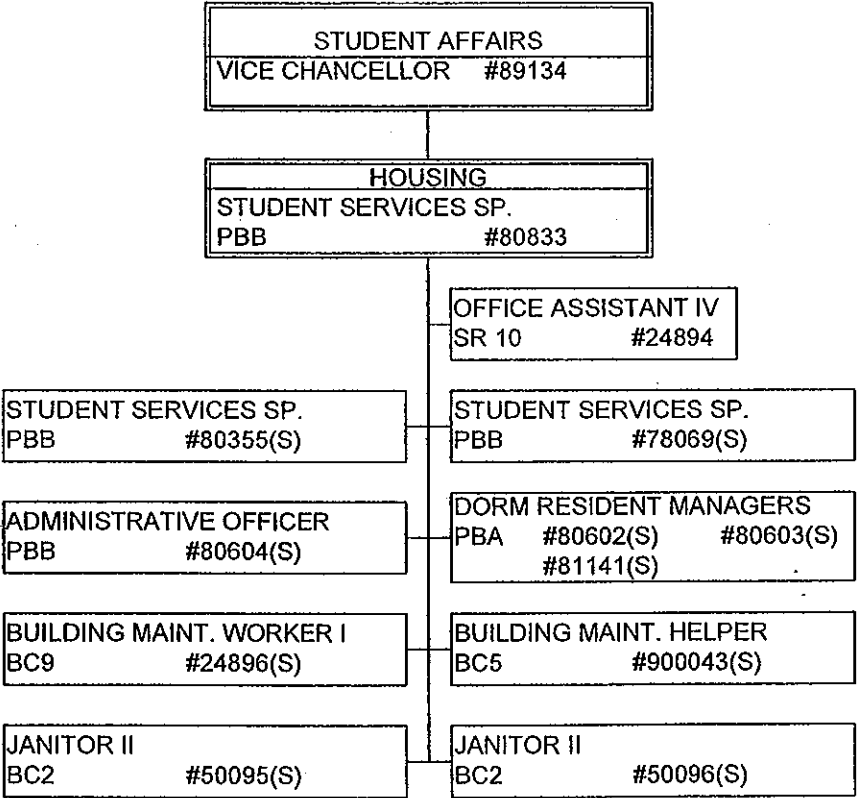 STUDENT AFFAIRS
VICE CHANCELLOR #89134
HOUSING
STUDENT SERVICES SP.
PBB #80833
OFFICE ASSISTANT IV
SR 10 #24894
STUDENT SERVICES SP.
PBB #80355(S)
STUDENT SERVICES SP.
PBB #78069(S)
ADMINISTRATIVE OFFICER
PBB #80604(S)
DORM RESIDENT MANAGERS
PBA #80602(S) #80603(S)
#81141(S)
BUILDING MAINT. WORKER I
BC9 #24896(S)
BUILDING MAINT. HELPER
BC5 #900043(S)
JANITOR II
BC2 #50095(S)
JANITOR II
BC2 #50096(S)